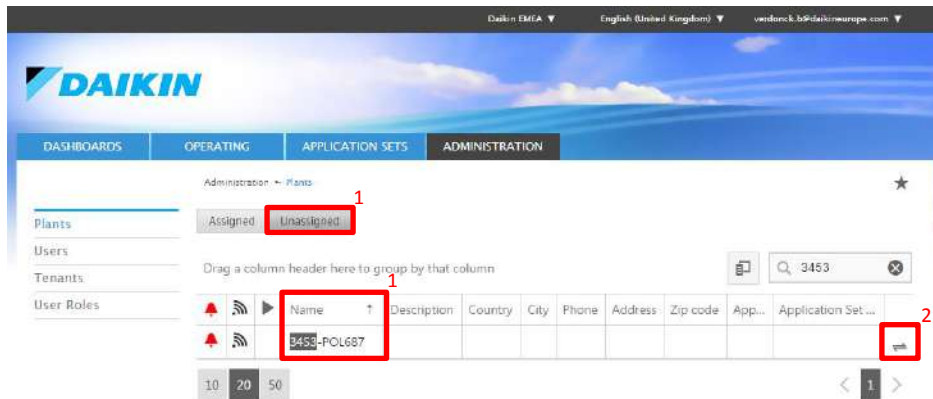 Daikin EMEA ▼ English (United Kingdom) ▼ verdonck.b@daikineurope.com ▼
DAIKIN
DASHBOARDS OPERATING APPLICATION SETS ADMINISTRATION
Administration ← Plants
1
Plants Assigned Unassigned
Users
Drag a column header here to group by that column 3453
Tenants
1
User Roles Name ↑ Description Country City Phone Address Zip code App... Application Set ...
2
3453-POL687
10 20 50 < 1 >